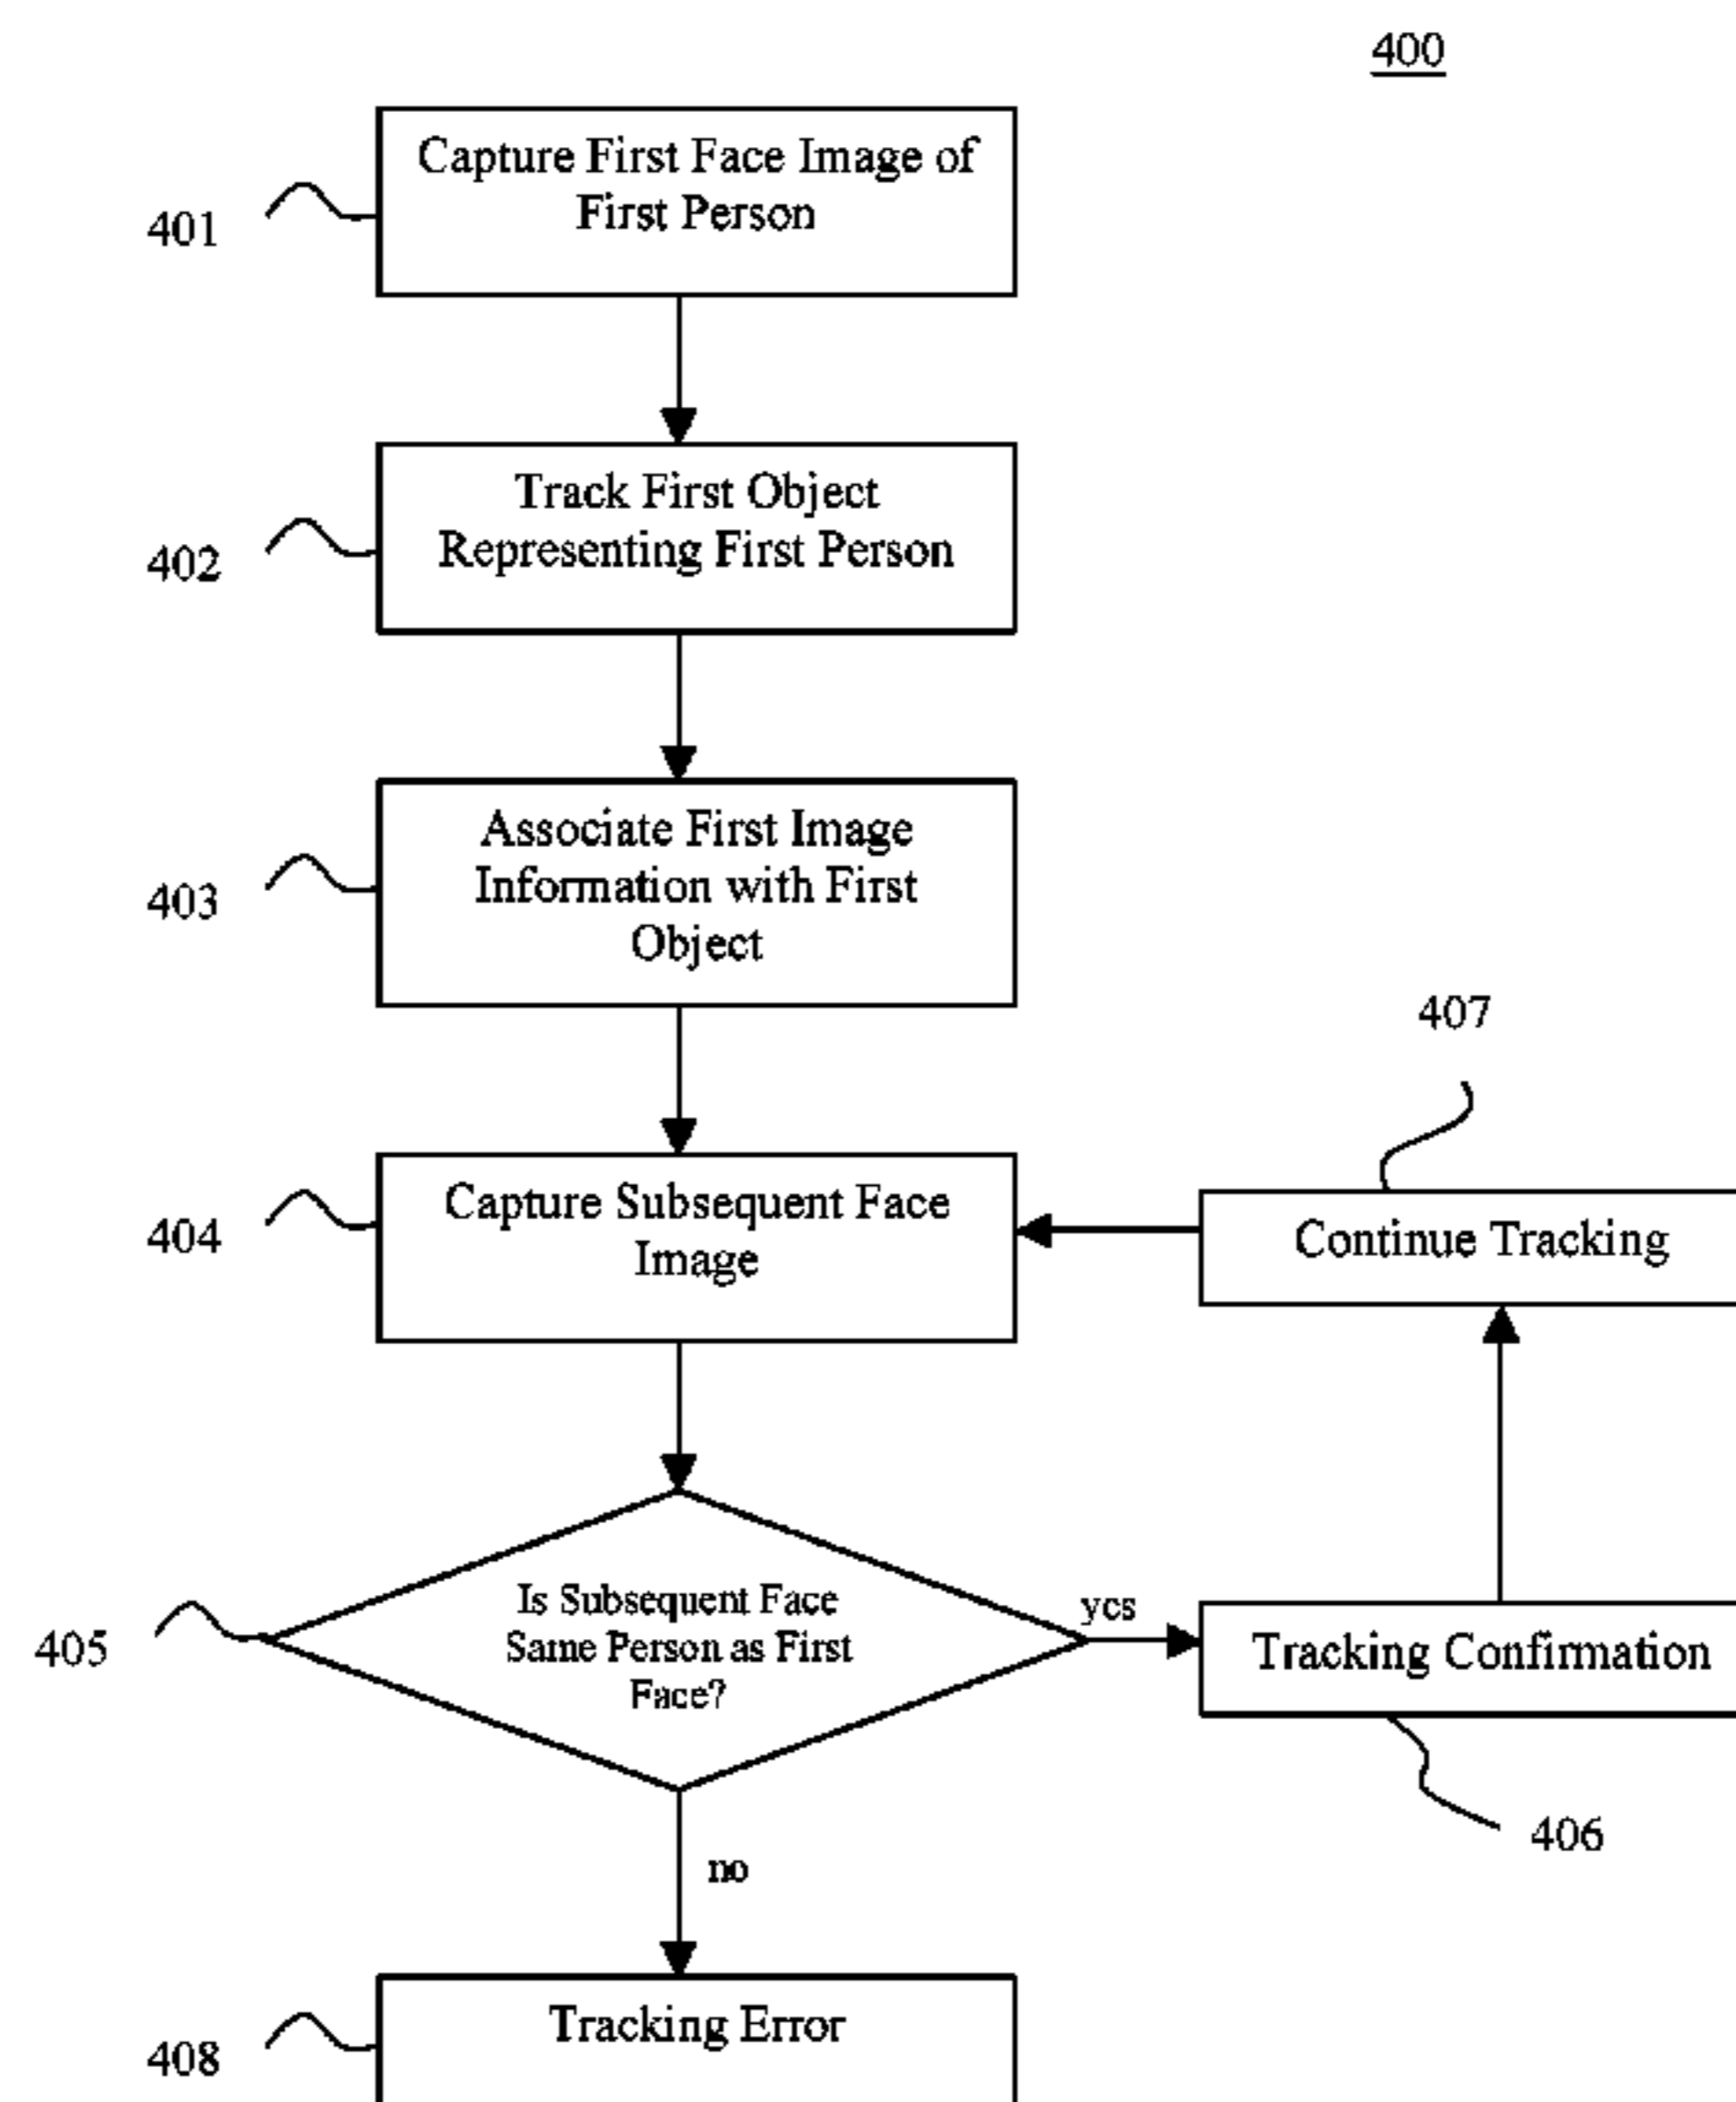 400
Capture First Face Image of
First Person
401
Track First Object
Representing First Person
402
Associate First Image
Information with First
Object
403
407
Capture Subsequent Face
Image
404
Continue Tracking
Is Subsequent Face
Same Person as First
Face?
405
yes
Tracking Confirmation
406
no
Tracking Error
408